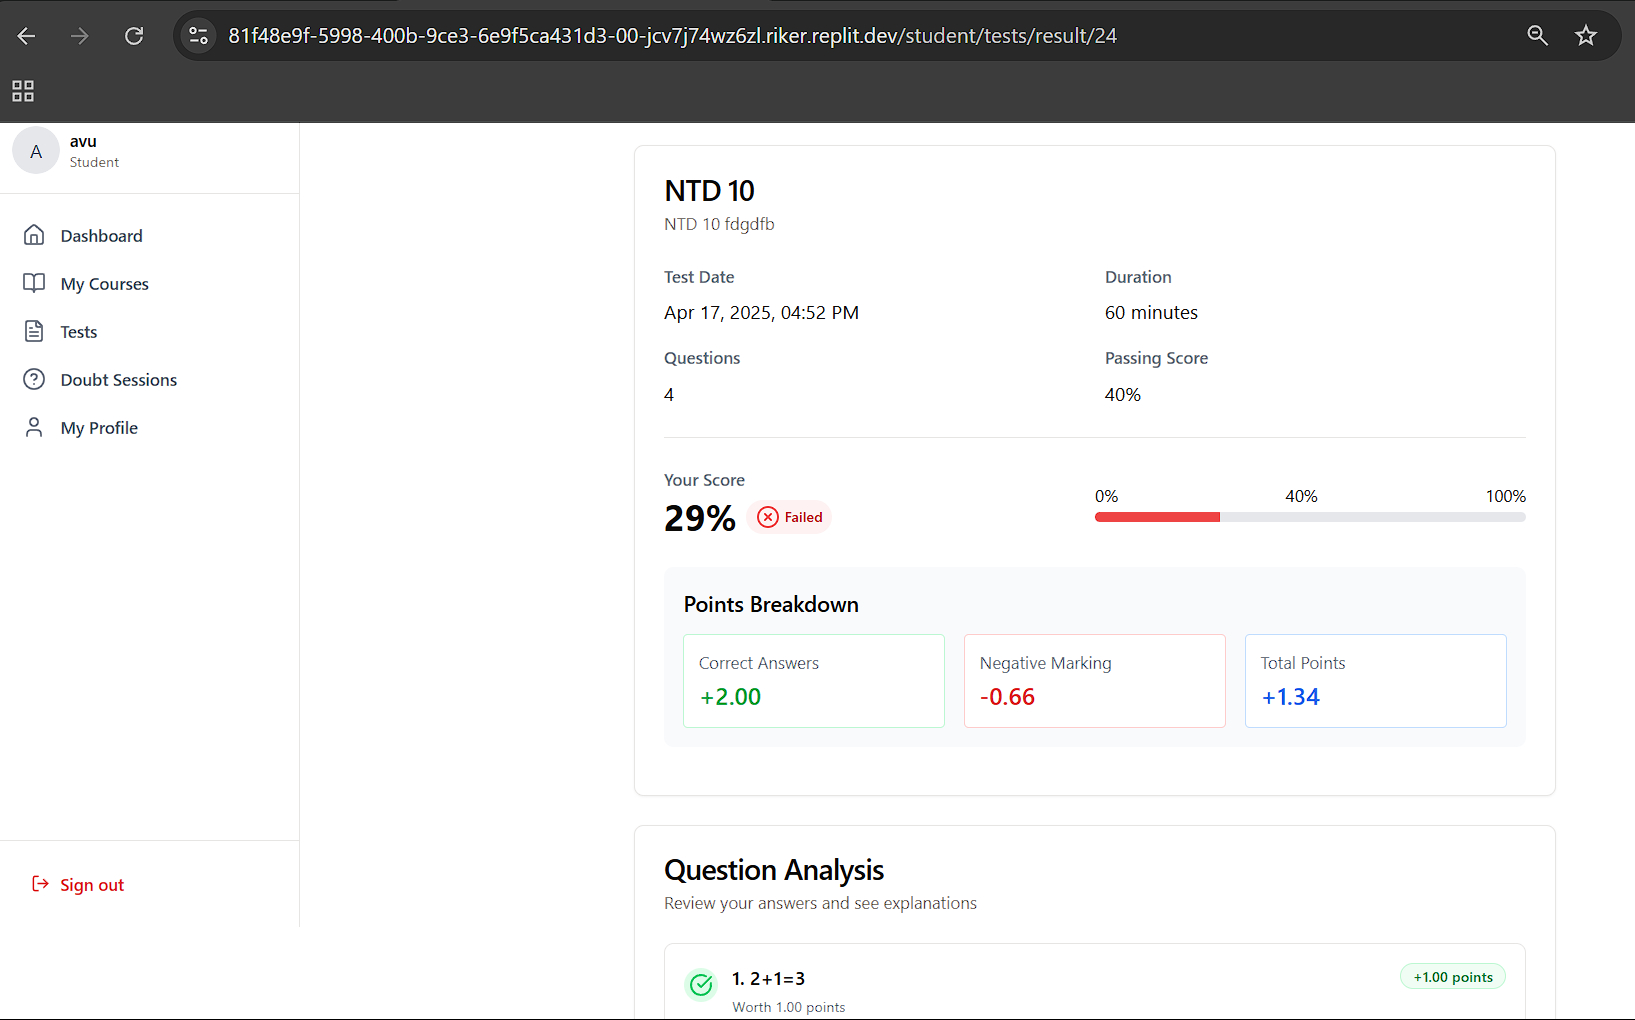 81f48e9f-5998-400b-9ce3-6e9f5ca431d3-00-jcv7j74wz6zl.riker.replit.dev/student/tests/result/24
A
avu
Student
Dashboard
My Courses
Tests
Doubt Sessions
My Profile
Sign out
NTD 10
NTD 10 fdgdfb
Test Date
Duration
Apr 17, 2025, 04:52 PM
60 minutes
Questions
Passing Score
4
40%
Your Score
29%
Failed
0%
40%
100%
Points Breakdown
Correct Answers
+2.00
Negative Marking
-0.66
Total Points
+1.34
Question Analysis
Review your answers and see explanations
1. 2+1=3
+1.00 points
Worth 1.00 points